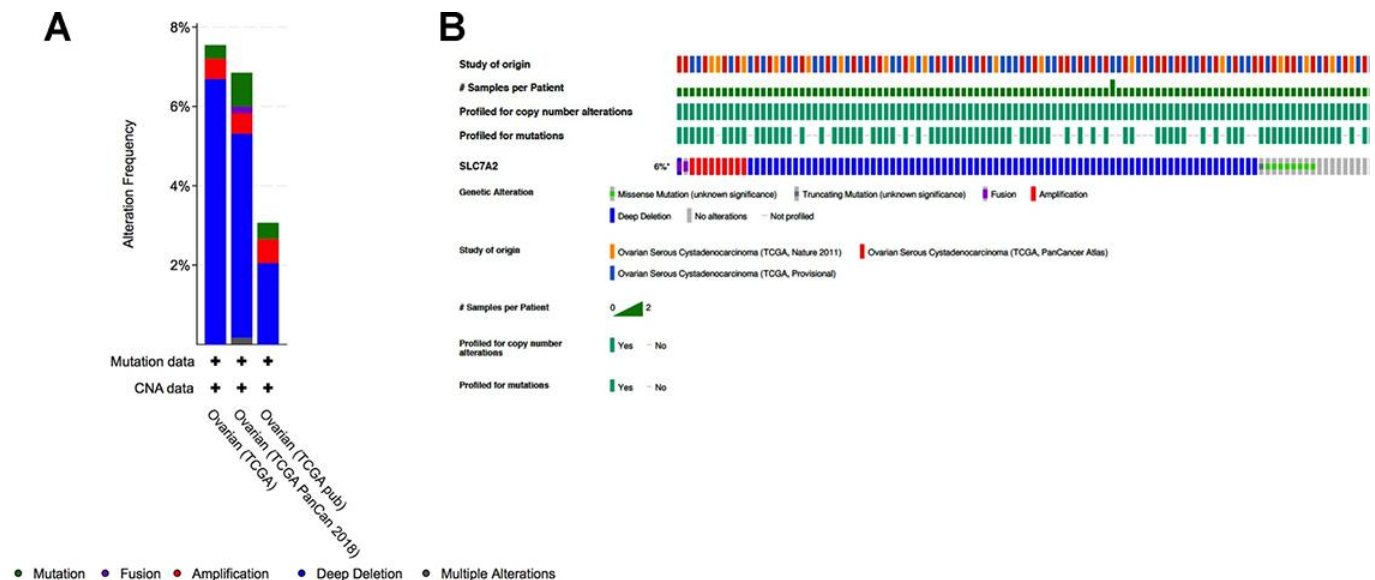 A
8%
6%
4%
2%
Alteration Frequency
Mutation data + + +
CNA data + + +
Ovarian (TCGA)
Ovarian (TCGA PanCan 2018)
Ovarian (TCGA pub)
Mutation Fusion Amplification Deep Deletion Multiple Alterations
B
Study of origin
# Samples per Patient
Profiled for copy number alterations
Profiled for mutations
SLC7A2 6%*
Genetic Alteration Missense Mutation (unknown significance) Truncating Mutation (unknown significance) Fusion Amplification
Deep Deletion No alterations Not profiled
Study of origin Ovarian Serous Cystadenocarcinoma (TCGA, Nature 2011) Ovarian Serous Cystadenocarcinoma (TCGA, PanCancer Atlas)
Ovarian Serous Cystadenocarcinoma (TCGA, Provisional)
# Samples per Patient 0 2
Profiled for copy number
alterations
Yes No
Profiled for mutations Yes No